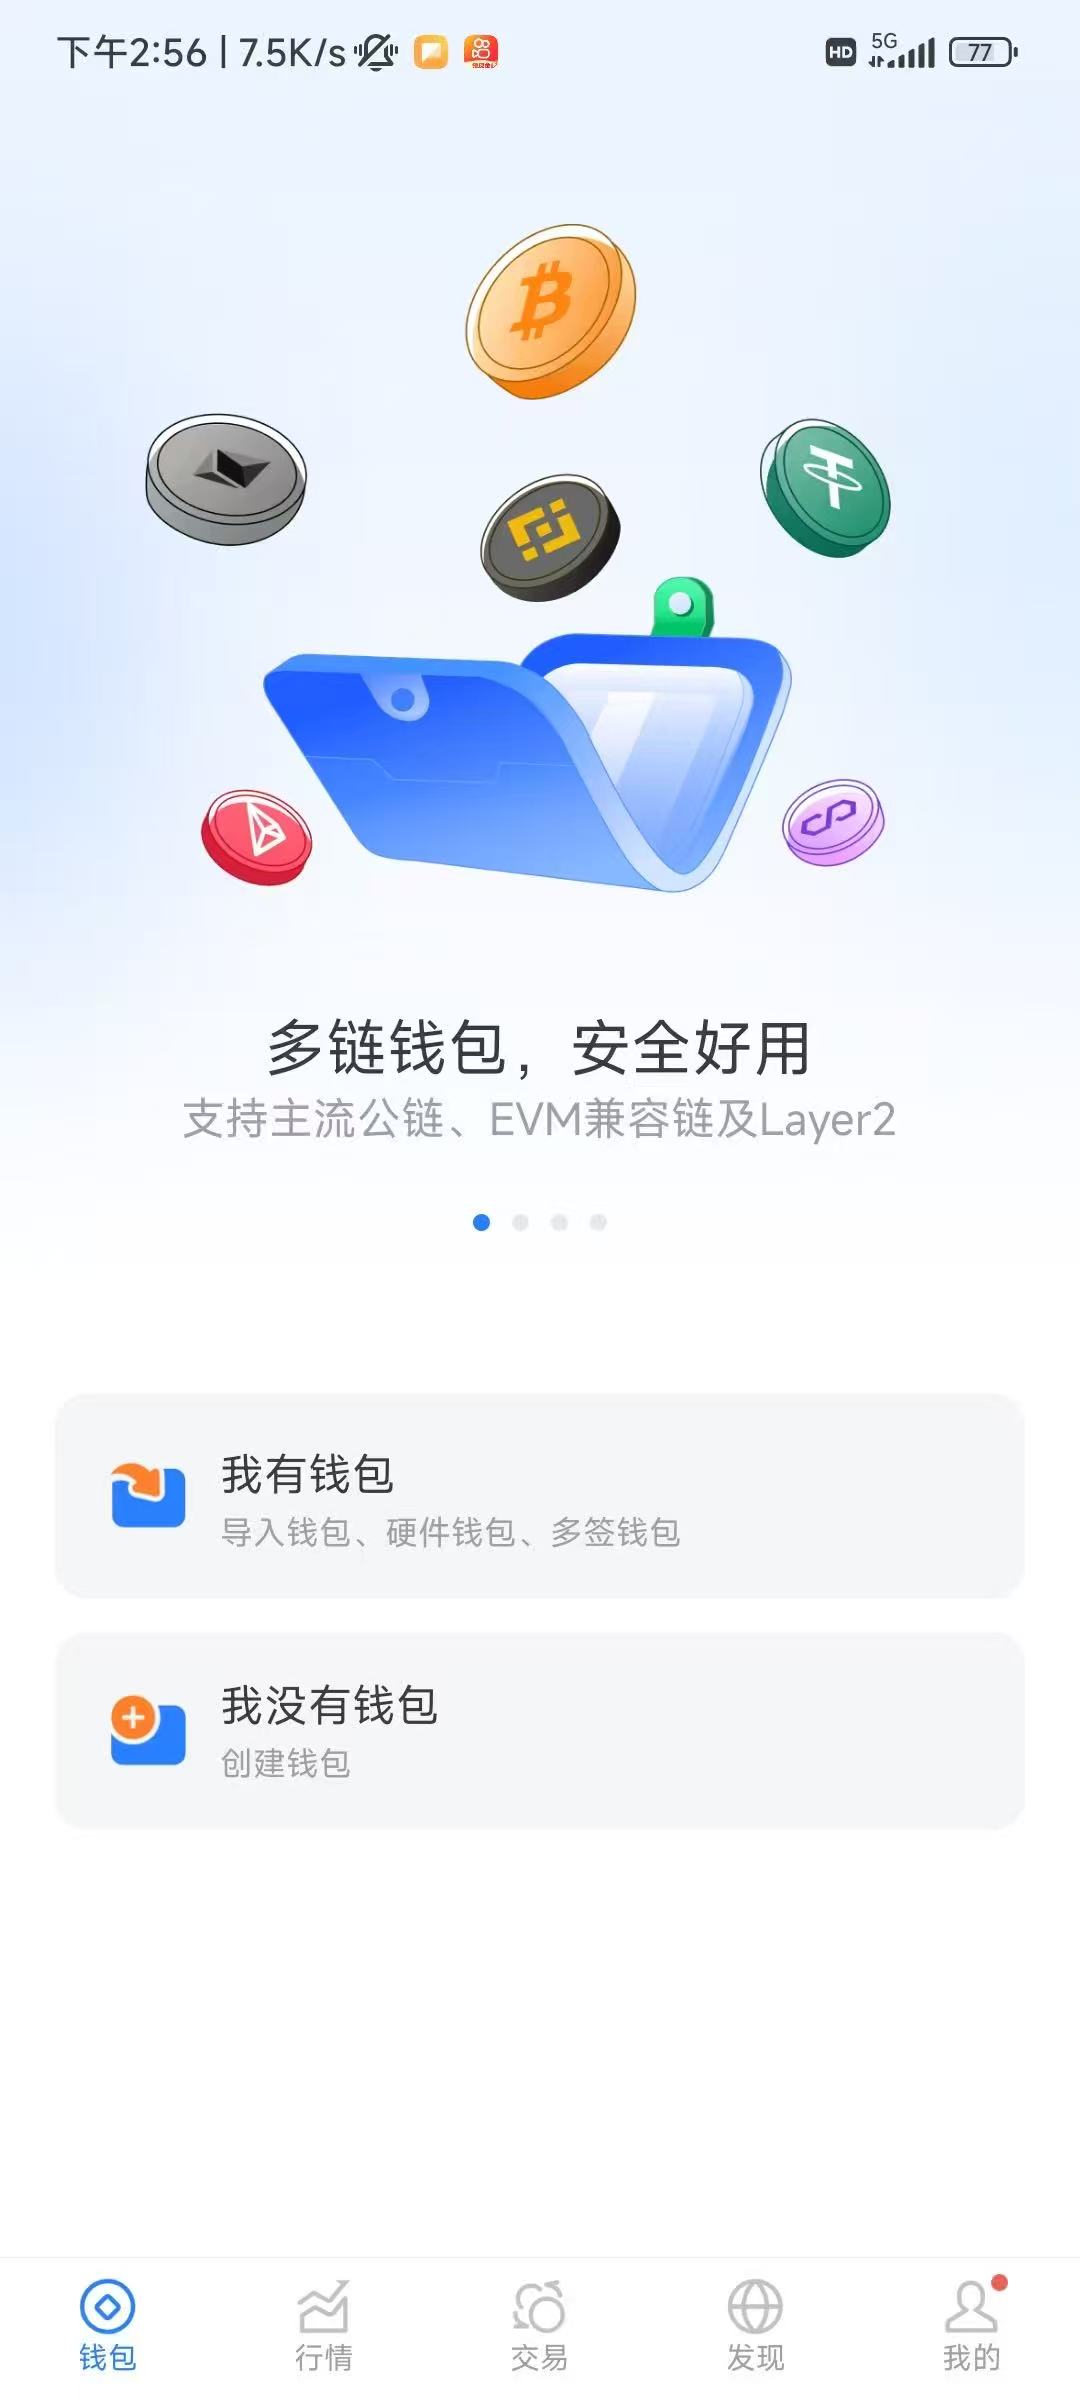 下午2:56 | 7.5K/s
HD 5G 77
多链钱包，安全好用
支持主流公链、EVM兼容链及Layer2
我有钱包
导入钱包、硬件钱包、多签钱包
我没有钱包
创建钱包
钱包 行情 交易 发现 我的